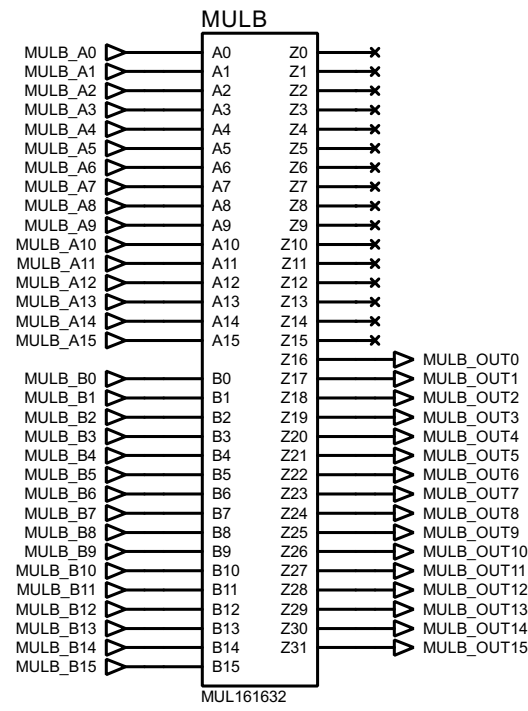 MULB
MULB_A0 A0 Z0
MULB_A1 A1 Z1
MULB_A2 A2 Z2
MULB_A3 A3 Z3
MULB_A4 A4 Z4
MULB_A5 A5 Z5
MULB_A6 A6 Z6
MULB_A7 A7 Z7
MULB_A8 A8 Z8
MULB_A9 A9 Z9
MULB_A10 A10 Z10
MULB_A11 A11 Z11
MULB_A12 A12 Z12
MULB_A13 A13 Z13
MULB_A14 A14 Z14
MULB_A15 A15 Z15
Z16 MULB_OUT0
MULB_B0 B0 Z17 MULB_OUT1
MULB_B1 B1 Z18 MULB_OUT2
MULB_B2 B2 Z19 MULB_OUT3
MULB_B3 B3 Z20 MULB_OUT4
MULB_B4 B4 Z21 MULB_OUT5
MULB_B5 B5 Z22 MULB_OUT6
MULB_B6 B6 Z23 MULB_OUT7
MULB_B7 B7 Z24 MULB_OUT8
MULB_B8 B8 Z25 MULB_OUT9
MULB_B9 B9 Z26 MULB_OUT10
MULB_B10 B10 Z27 MULB_OUT11
MULB_B11 B11 Z28 MULB_OUT12
MULB_B12 B12 Z29 MULB_OUT13
MULB_B13 B13 Z30 MULB_OUT14
MULB_B14 B14 Z31 MULB_OUT15
MULB_B15 B15
MUL161632